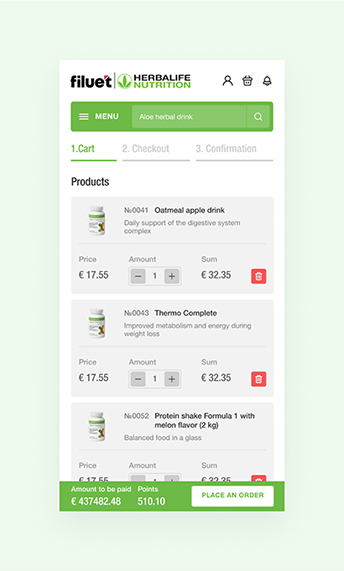 filuet HERBALIFE NUTRITION
MENU Aloe herbal drink
1.Cart 2. Checkout 3. Confirmation
Products
№0041 Oatmeal apple drink
Daily support of the digestive system
complex
Price Amount Sum
€ 17.55 − 1 + € 32.35
№0043 Thermo Complete
Improved metabolism and energy during
weight loss
Price Amount Sum
€ 17.55 − 1 + € 32.35
№0052 Protein shake Formula 1 with
melon flavor (2 kg)
Balanced food in a glass
Price Amount Sum
€ 17.55 1 € 32.35
Amount to be paid Points
€ 437482.48 510.10 PLACE AN ORDER